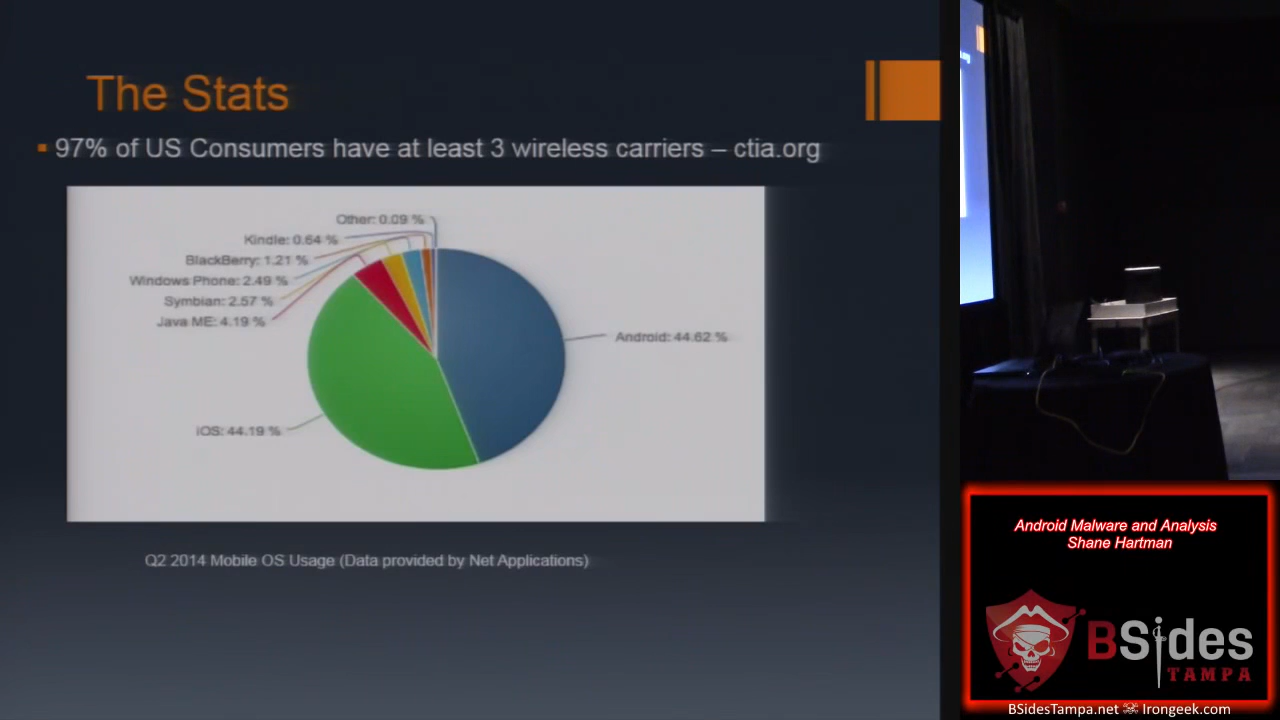 The Stats
97% of US Consumers have at least 3 wireless carriers – ctia.org
Other: 0.09 %
Kindle: 0.64 %
BlackBerry: 1.21 %
Windows Phone: 2.49 %
Symbian: 2.57 %
Java ME: 4.19 %
Android: 44.62 %
iOS: 44.19 %
Q2 2014 Mobile OS Usage (Data provided by Net Applications)
Android Malware and Analysis
Shane Hartman
BSides
TAMPA
BSidesTampa.net Irongeek.com